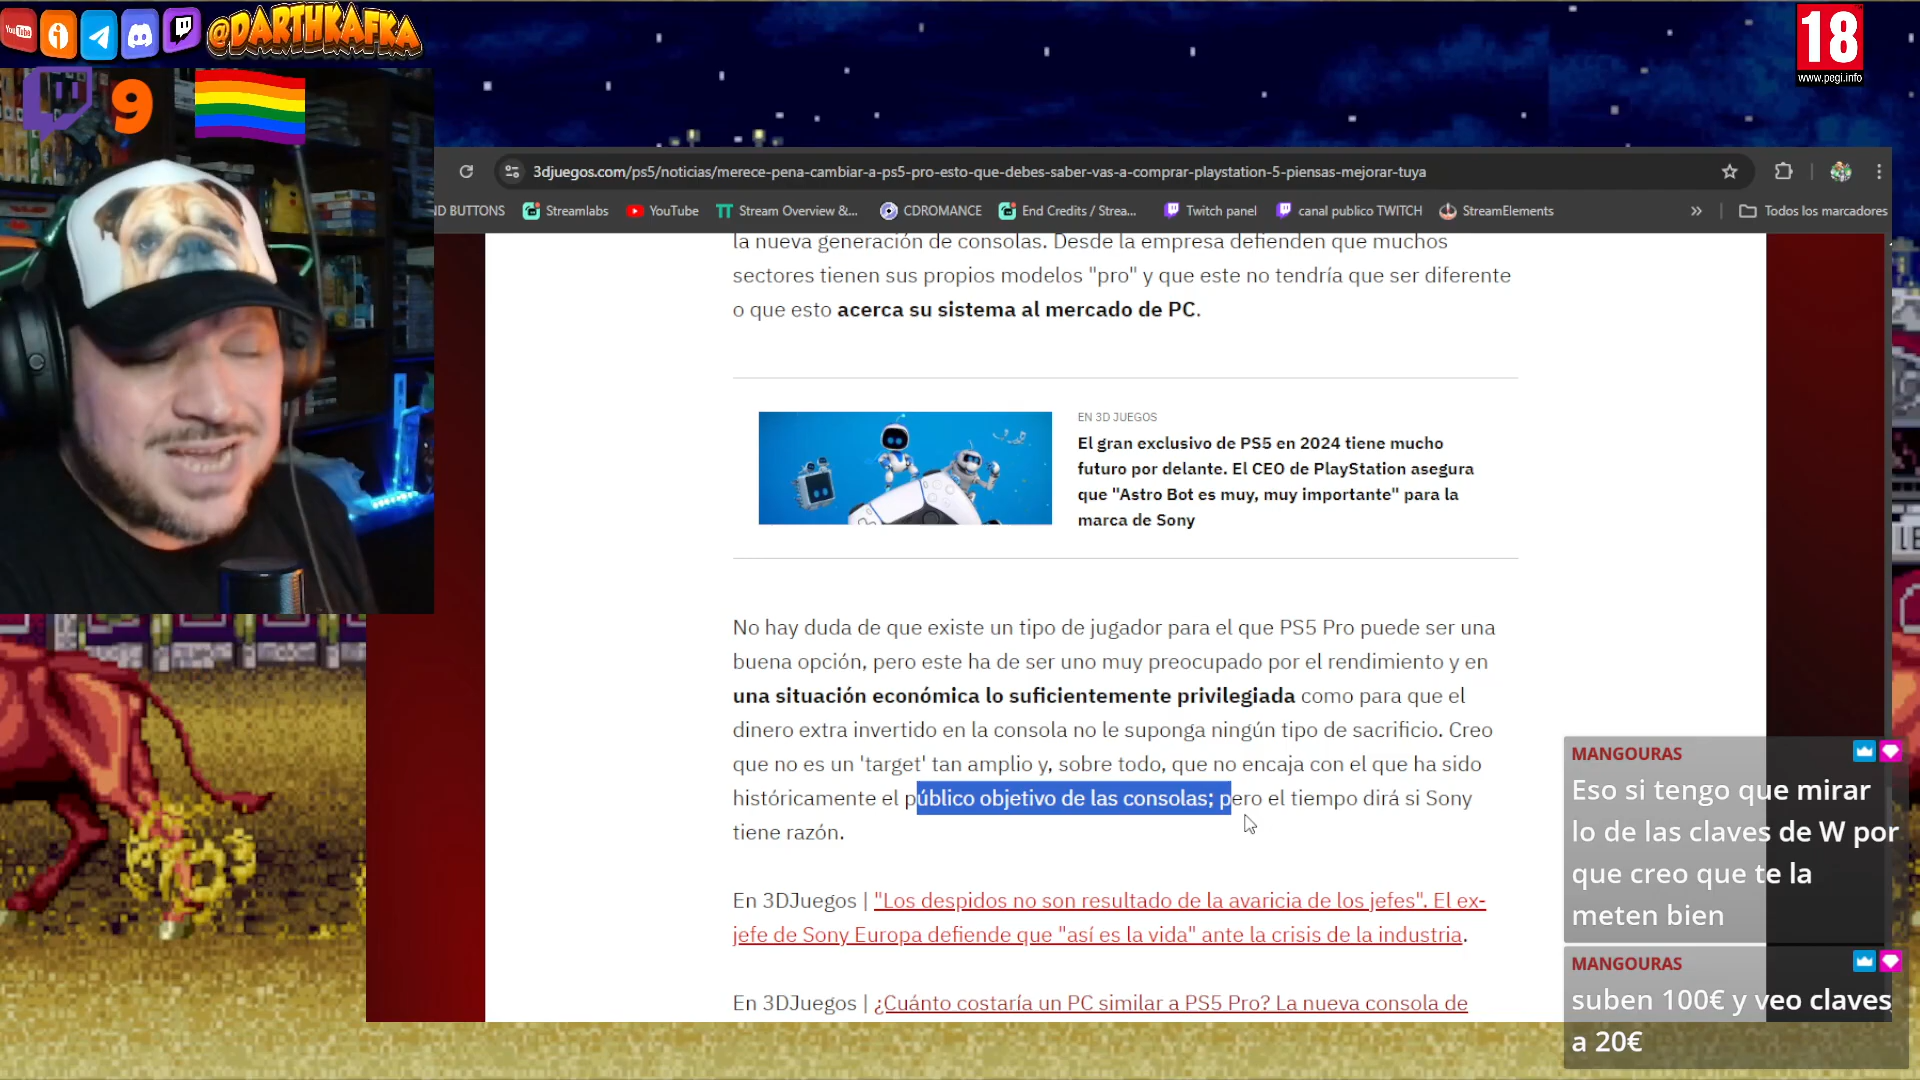 YouTube
@DARTHKAFKA
18
www.pegi.info
9
3djuegos.com/ps5/noticias/merece-pena-cambiar-a-ps5-pro-esto-que-debes-saber-vas-a-comprar-playstation-5-piensas-mejorar-tuya
ND BUTTONS
Streamlabs
YouTube
Stream Overview &...
CDROMANCE
End Credits / Strea...
Twitch panel
canal publico TWITCH
StreamElements
»
Todos los marcadores
la nueva generación de consolas. Desde la empresa defienden que muchos
sectores tienen sus propios modelos "pro" y que este no tendría que ser diferente
o que esto acerca su sistema al mercado de PC.
EN 3D JUEGOS
El gran exclusivo de PS5 en 2024 tiene mucho
futuro por delante. El CEO de PlayStation asegura
que "Astro Bot es muy, muy importante" para la
marca de Sony
No hay duda de que existe un tipo de jugador para el que PS5 Pro puede ser una
buena opción, pero este ha de ser uno muy preocupado por el rendimiento y en
una situación económica lo suficientemente privilegiada como para que el
dinero extra invertido en la consola no le suponga ningún tipo de sacrificio. Creo
que no es un 'target' tan amplio y, sobre todo, que no encaja con el que ha sido
históricamente el público objetivo de las consolas; pero el tiempo dirá si Sony
tiene razón.
En 3DJuegos | "Los despidos no son resultado de la avaricia de los jefes". El ex-
jefe de Sony Europa defiende que "así es la vida" ante la crisis de la industria.
En 3DJuegos | ¿Cuánto costaría un PC similar a PS5 Pro? La nueva consola de
MANGOURAS
Eso si tengo que mirar
lo de las claves de W por
que creo que te la
meten bien
MANGOURAS
suben 100€ y veo claves
a 20€